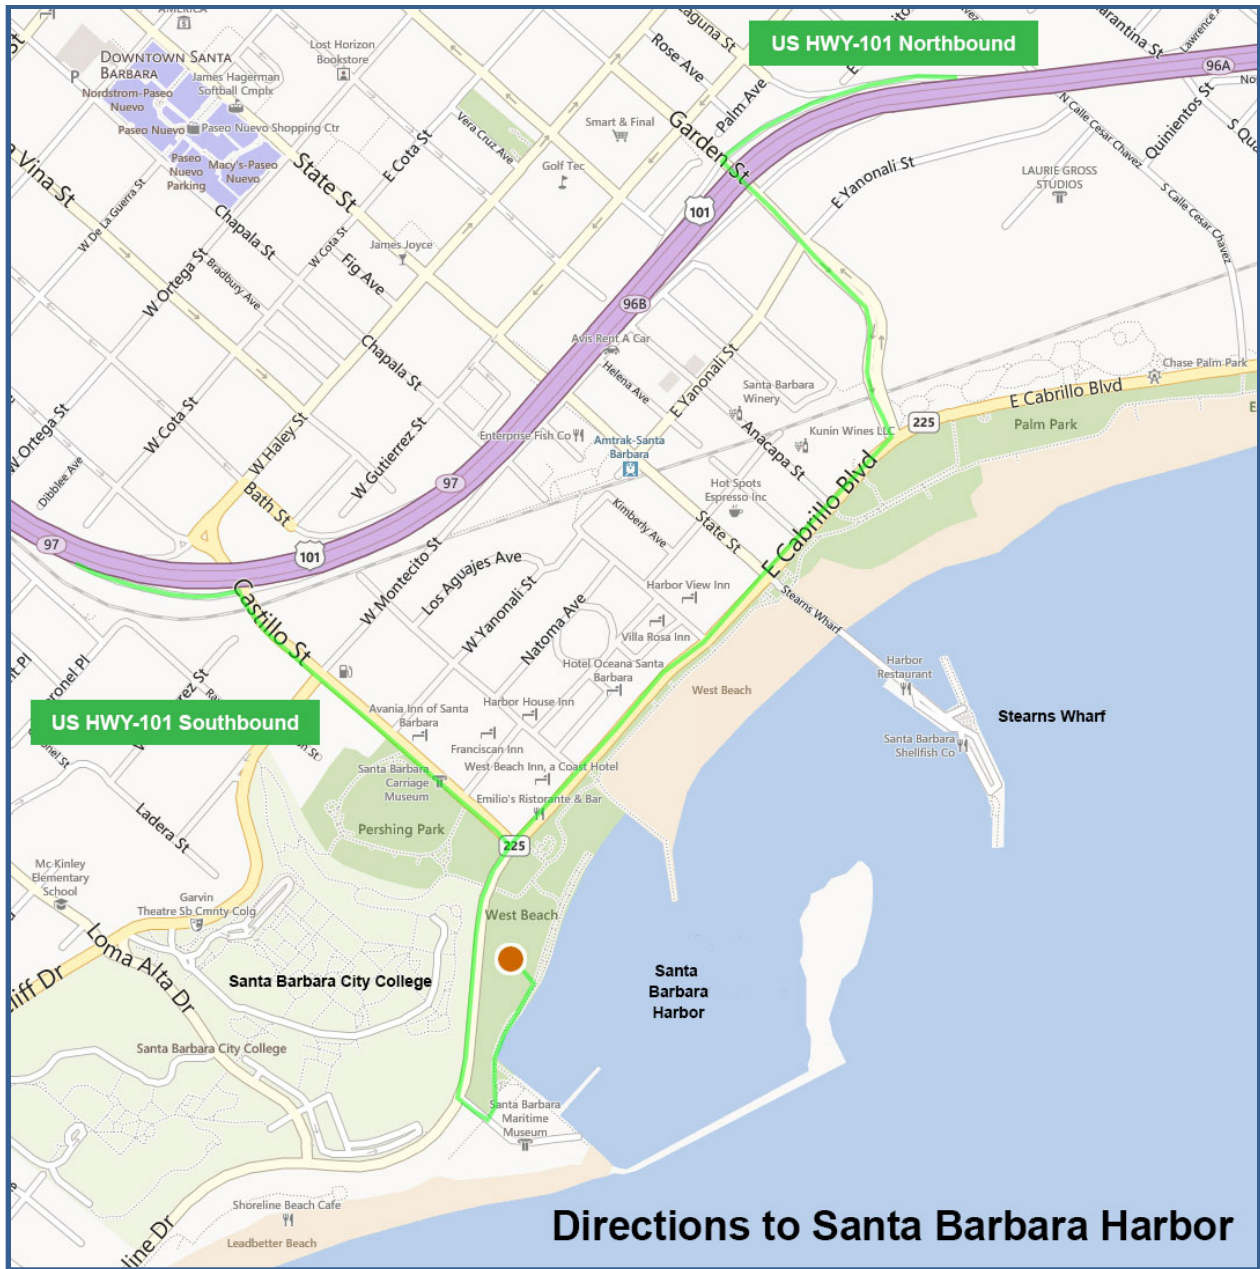 AMERICA
Laguna St
Rose Ave
US HWY-101 Northbound
Lawrence A
96A
Lost Horizon
Bookstore
DOWNTOWN SANTA
BARBARA
P
James Hagerman
Softball Cmplx
Nordstrom-Paseo
Nuevo
Paseo Nuevo
Paseo Nuevo Shopping Ctr
Paseo
Nuevo
Parking
Macy's-Paseo
Nuevo
E Cota St
Vera Cruz Ave
Smart & Final
Golf Tec
Palm Ave
Garden St
N Calle Cesar Chavez
Quinientos St
S Qua
LAURIE GROSS
STUDIOS
E Yanonali St
S Calle Cesar Chavez
a Vina St
State St
W De La Guerra St
Chapala St
W Cota St
James Joyce
Fig Ave
Bradbury Ave
W Ortega St
101
96B
Avis Rent A Car
Helena Ave
Chapala St
E Yanonali St
Santa Barbara
Winery
Chase Palm Park
E Cabrillo Blvd
225
Palm Park
Kunin Wines LLC
Anacapa St
W Ortega St
W Cota St
W Haley St
W Gutierrez St
Enterprise Fish Co
Amtrak-Santa
Barbara
Dibblee Ave
Bath St
97
Hot Spots
Espresso Inc
Kimberly Ave
State St
E Cabrillo Blvd
97
101
Castillo St
W Montecito St
Los Aguajes Ave
W Yanonali St
Natoma Ave
Harbor View Inn
Villa Rosa Inn
Stearns Wharf
Hotel Oceana Santa
Barbara
West Beach
Harbor
Restaurant
Stearns Wharf
Santa Barbara
Shellfish Co
US HWY-101 Southbound
Avania Inn of Santa
Barbara
Harbor House Inn
Franciscan Inn
West Beach Inn, a Coast Hotel
Santa Barbara
Carriage
Museum
Emilio's Ristorante & Bar
Pershing Park
225
Ladera St
Mc Kinley
Elementary
School
Garvin
Theatre Sb Cmnty Colg
West Beach
Loma Alta Dr
liff Dr
Santa Barbara City College
Santa
Barbara
Harbor
Santa Barbara City College
Santa Barbara
Maritime
Museum
Shoreline Beach Cafe
Leadbetter Beach
line Dr
Directions to Santa Barbara Harbor